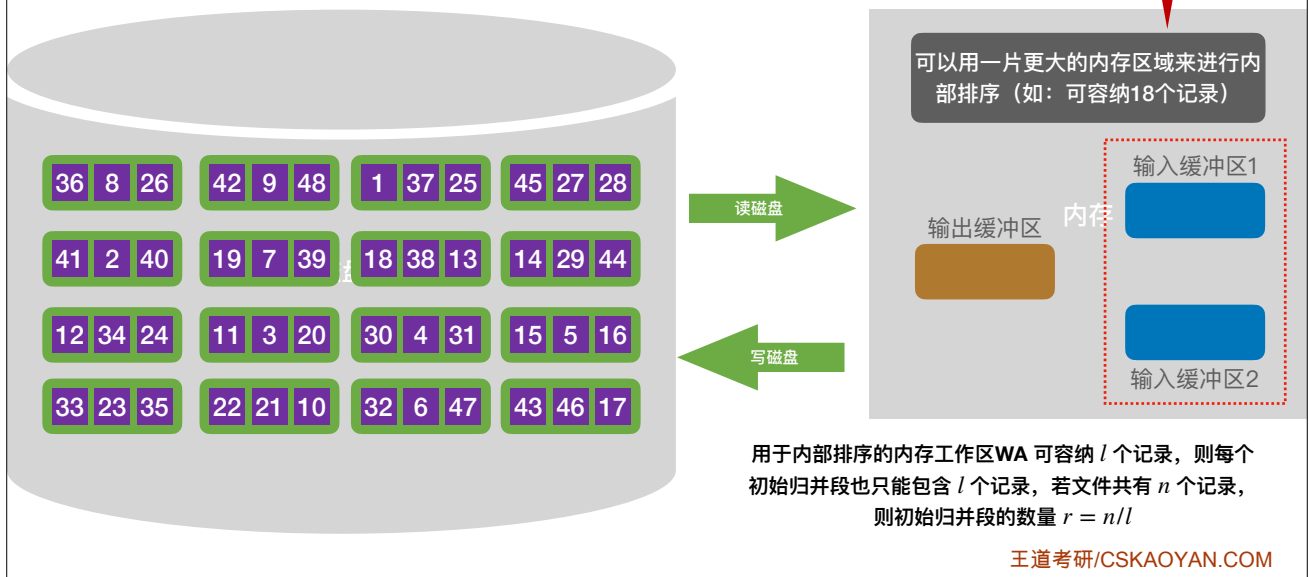 可以用一片更大的内存区域来进行内
部排序（如：可容纳18个记录）
36 8 26 42 9 48 1 37 25 45 27 28
41 2 40 19 7 39 18 38 13 14 29 44
12 34 24 11 3 20 30 4 31 15 5 16
33 23 35 22 21 10 32 6 47 43 46 17
盘
读磁盘
写磁盘
输入缓冲区1
内存
输出缓冲区
输入缓冲区2
用于内部排序的内存工作区WA 可容纳 l 个记录，则每个
初始归并段也只能包含 l 个记录，若文件共有 n 个记录，
则初始归并段的数量 r = n/l
王道考研/CSKAOYAN.COM